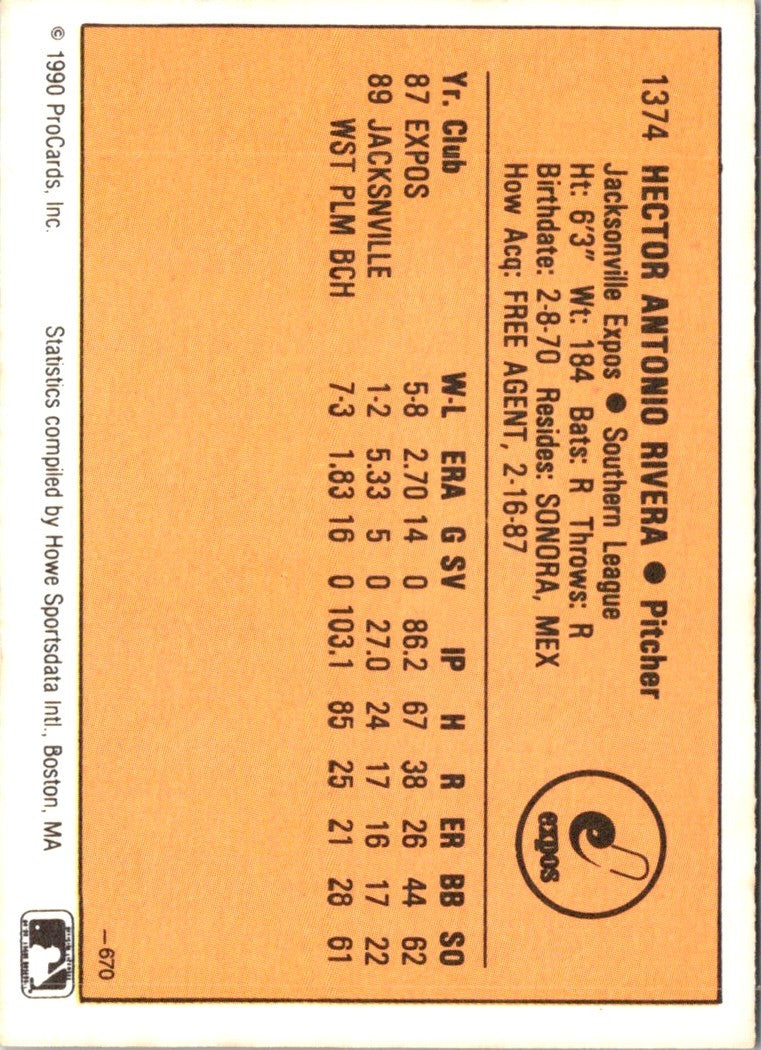 1374 HECTOR ANTONIO RIVERA ● Pitcher
Jacksonville Expos ● Southern League
Ht: 6'3" Wt: 184 Bats: R Throws: R
Birthdate: 2-8-70 Resides: SONORA, MEX
How Acq: FREE AGENT, 2-16-87
expos
Yr. Club W-L ERA G SV IP H R ER BB SO
87 EXPOS 5-8 2.70 14 0 86.2 67 38 26 44 62
89 JACKSNVILLE 1-2 5.33 5 0 27.0 24 17 16 17 22
WST PLM BCH 7-3 1.83 16 0 103.1 85 25 21 28 61
—670
© 1990 ProCards, Inc. Statistics compiled by Howe Sportsdata Intl., Boston, MA